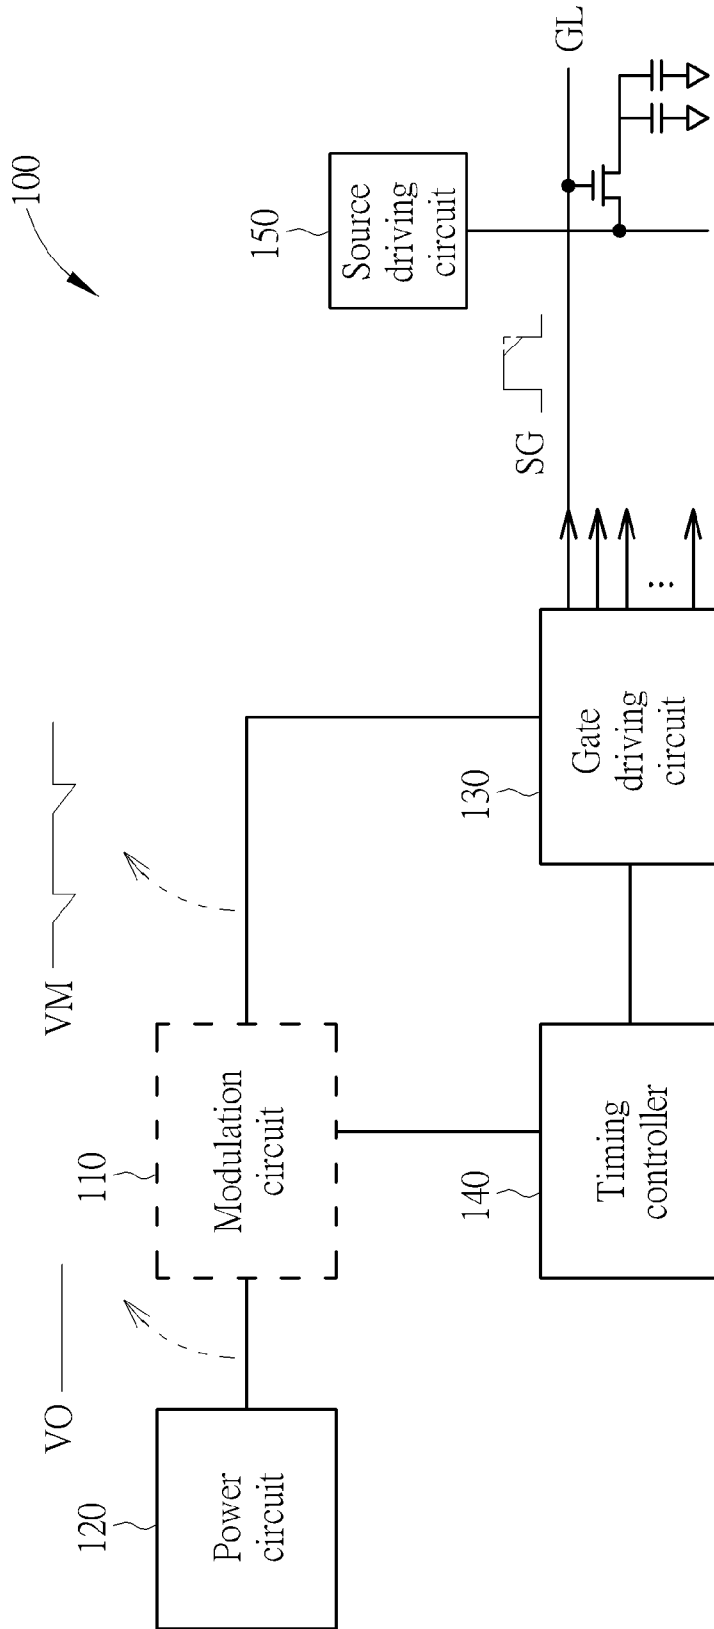 100
VO
VM
120
Power
circuit
110
Modulation
circuit
SG
150
Source
driving
circuit
GL
140
Timing
controller
130
Gate
driving
circuit
...